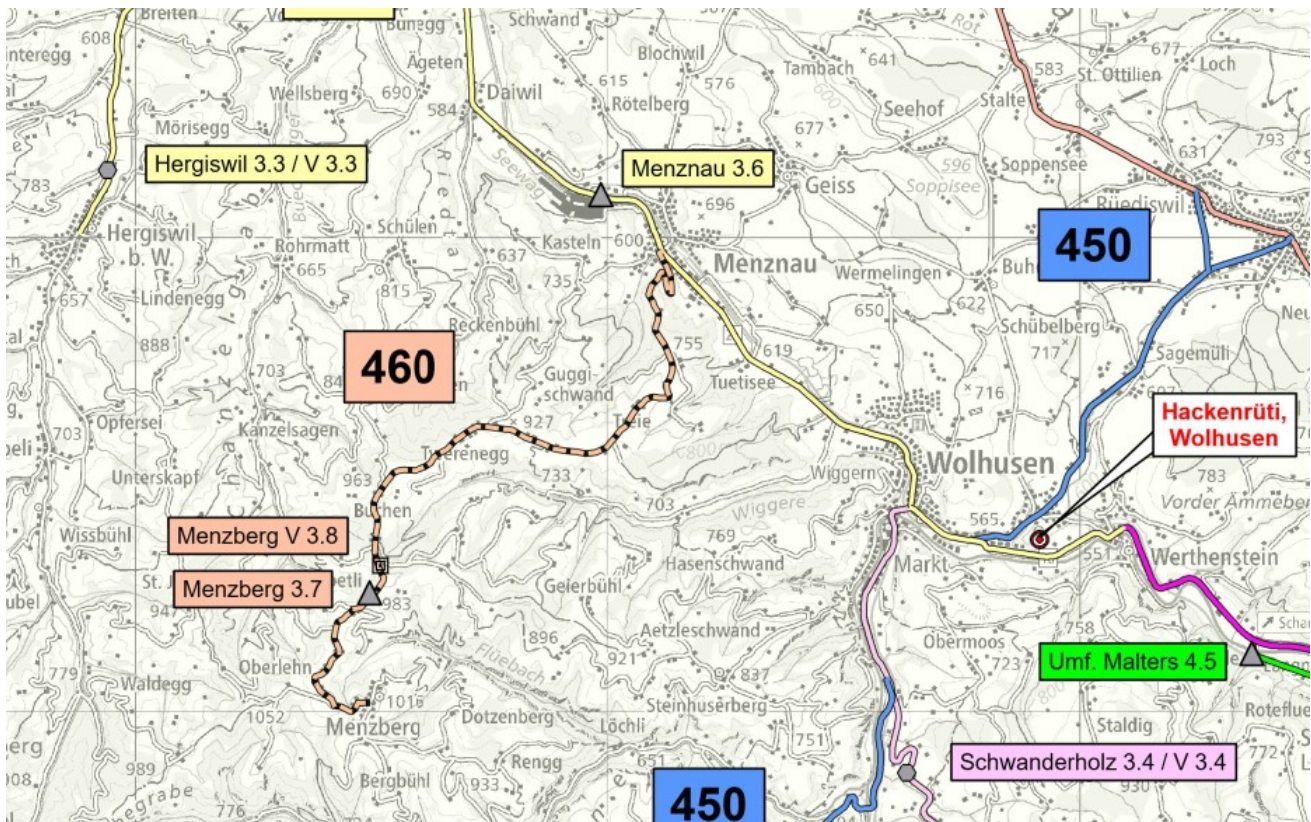 Breiten
Bunegg
Schwand
Rot
608
Ägeten
Blochwil
641
583
677
Loch
Wellsberg
690
615
576
Tambach
St. Ottilien
Daiwil
Rötelberg
Seehof
Stalte
793
584
Mörisegg
677
Seewag
596
Soppensee
631
Hergiswil 3.3 / V 3.3
Menznau 3.6
783
Geiss
Soppisee
Riedtal
696
Rüediswil
Schülen
Kasteln
600
450
Hergiswil
b. W.
Rohrmatt
637
Menznau
Wermelingen
665
735
657
Lindenegg
815
622
650
Reckenbühl
755
Schübelberg
888
460
619
717
Sagemüli
703
Guggi-
schwand
Tuetisee
716
Hackenrüti,
Wolhusen
Opfersei
927
703
Kanzelsagen
Twerenegg
Wolhusen
Unterskapf
963
733
Wiggern
783
703
Vorder
Wiggere
565
Wissbühl
Menzberg V 3.8
769
Hasenschwand
Markt
551
Werthenstein
Menzberg 3.7
Geierbühl
947
983
896
Aetzleschwand
Obermoos
758
Oberlehn
Flüebach
921
723
Umf. Malters 4.5
779
Waldegg
837
1016
1052
Menzberg
Dotzenberg
Steinhuserberg
Löchli
Staldig
751
Rengg
651
772
989
Bergbühl
933
Schwanderholz 3.4 / V 3.4
930
776
450